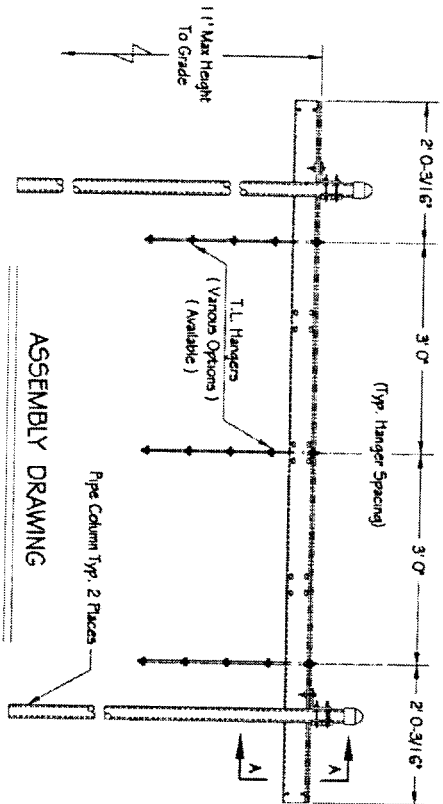 2' 0-3/16"
3' 0"
3' 0"
2' 0-3/16"
(Typ. Hanger Spacing)
11' Max Height
To Grade
T.L. Hangers
( Various Options )
( Available )
A
A
Pipe Column Typ. 2 Places
ASSEMBLY DRAWING